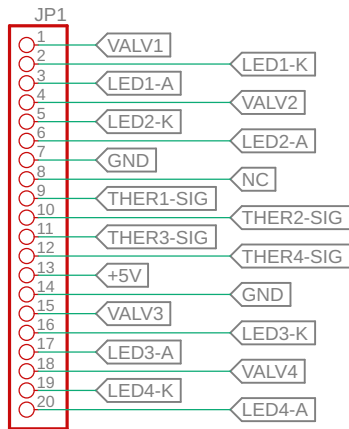 JP1
1 VALV1
2 LED1-K
3 LED1-A
4 VALV2
5 LED2-K
6 LED2-A
7 GND
8 NC
9 THER1-SIG
10 THER2-SIG
11 THER3-SIG
12 THER4-SIG
13 +5V
14 GND
15 VALV3
16 LED3-K
17 LED3-A
18 VALV4
19 LED4-K
20 LED4-A